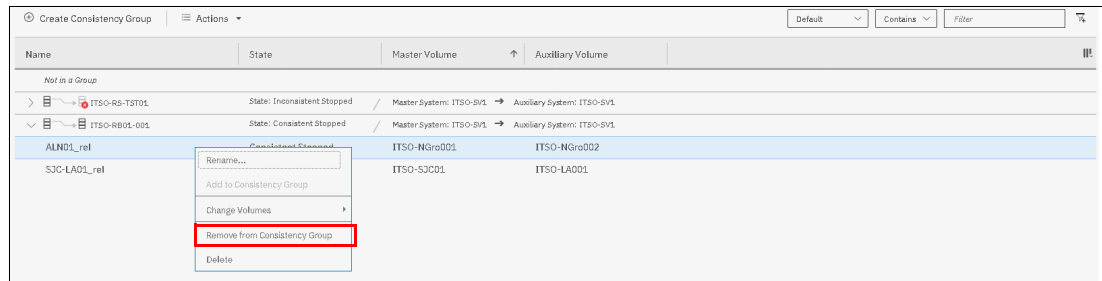 Create Consistency Group Actions Default Contains Filter
Name State Master Volume Auxiliary Volume
Not in a Group
ITSO-RS-TST01 State: Inconsistent Stopped Master System: ITSO-SV1 → Auxiliary System: ITSO-SV1
ITSO-RB01-001 State: Consistent Stopped Master System: ITSO-SV1 → Auxiliary System: ITSO-SV1
ALN01_rel Consistent Stopped ITSO-NGro001 ITSO-NGro002
SJC-LA01_rel ITSO-SJC01 ITSO-LA001
Rename...
Add to Consistency Group
Change Volumes
Remove from Consistency Group
Delete